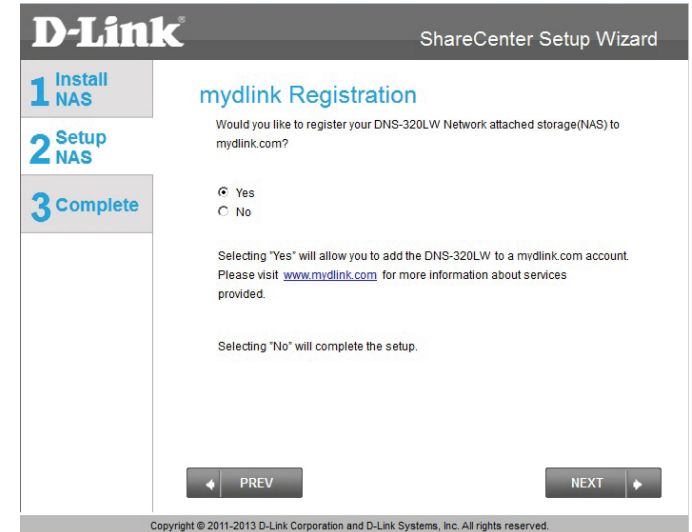 D-Link
ShareCenter Setup Wizard
1 Install
NAS
2 Setup
NAS
3 Complete
mydlink Registration
Would you like to register your DNS-320LW Network attached storage(NAS) to
mydlink.com?
Yes
No
Selecting "Yes" will allow you to add the DNS-320LW to a mydlink.com account.
Please visit www.mydlink.com for more information about services
provided.
Selecting "No" will complete the setup.
PREV
NEXT
Copyright © 2011-2013 D-Link Corporation and D-Link Systems, Inc. All rights reserved.